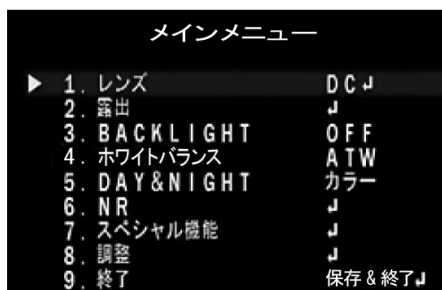 メインメニュー
▶ 1. レンズ DC↲
2. 露出 ↲
3. BACKLIGHT OFF
4. ホワイトバランス ATW
5. DAY&NIGHT カラー
6. NR ↲
7. スペシャル機能 ↲
8. 調整 ↲
9. 終了 保存&終了↲